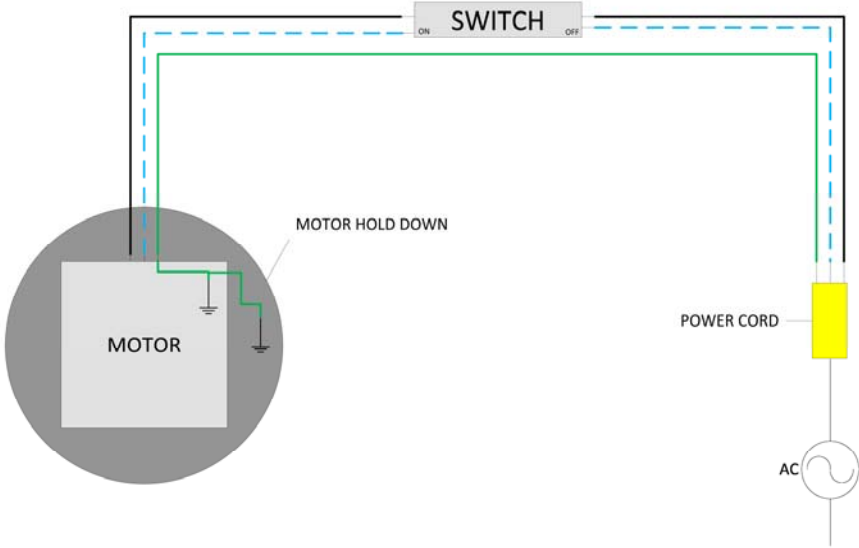 SWITCH
ON
OFF
MOTOR HOLD DOWN
POWER CORD
MOTOR
AC